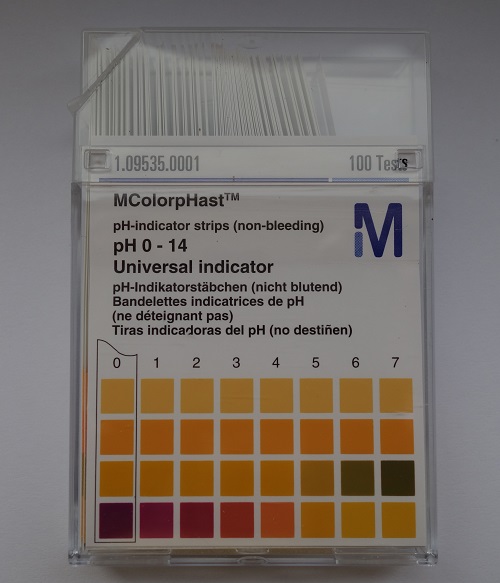 1.09535.0001 100 Tests
MColorpHast™
pH-indicator strips (non-bleeding)
pH 0 - 14
Universal indicator
pH-Indikatorstäbchen (nicht blutend)
Bandelettes indicatrices de pH
(ne déteignant pas)
Tiras indicadoras del pH (no destiñen)
M
0 1 2 3 4 5 6 7